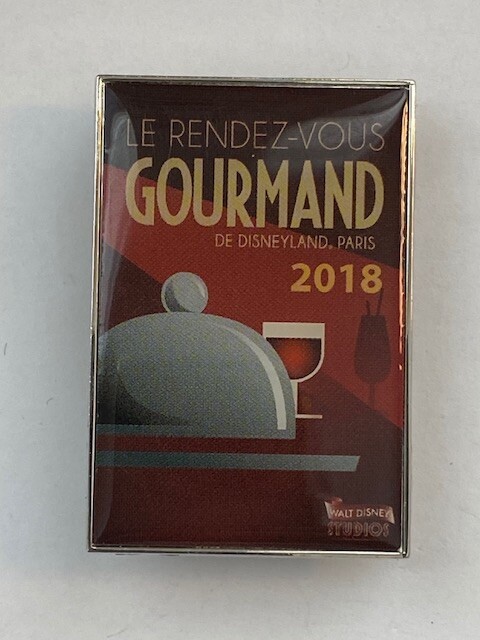 LE RENDEZ-VOUS
GOURMAND
DE DISNEYLAND® PARIS
2018
WALT DISNEY
STUDIOS